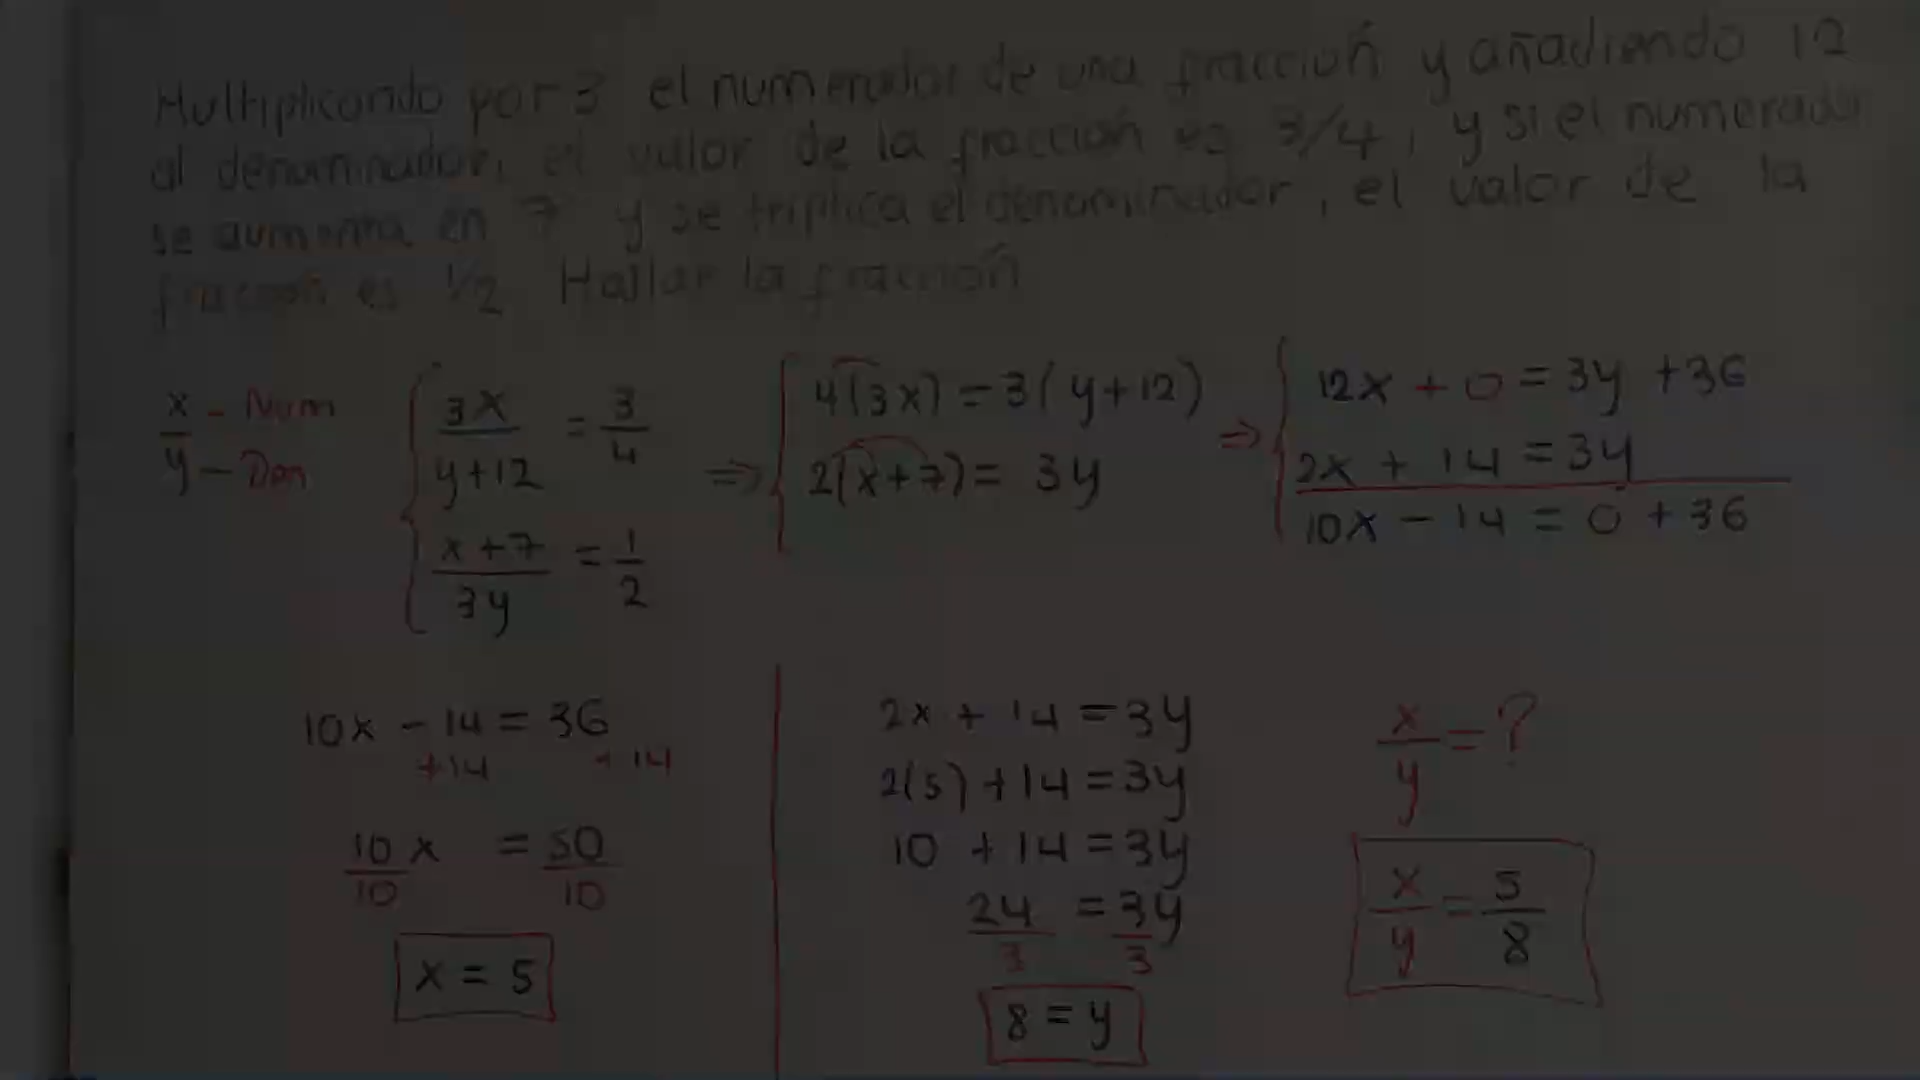 Multiplicando por 3 el numerador de una fracción y añadiendo 12
al denominador, el valor de la fracción es 3/4, y si el numerador
se aumenta en 7 y se triplica el denominador, el valor de la
fracción es 1/2 Hallar la fracción
x/y - Num
- Den
3x/y+12 = 3/4
x+7/3y = 1/2
=> 4(3x) = 3(y+12)
2(x+7) = 3y
=> 12x + 0 = 3y + 36
2x + 14 = 3y
10x - 14 = 0 + 36
10x - 14 = 36
+14 +14
10x/10 = 50/10
x = 5
2x + 14 = 3y
2(5) + 14 = 3y
10 + 14 = 3y
24/3 = 3y/3
8 = y
x/y = ?
x/y = 5/8